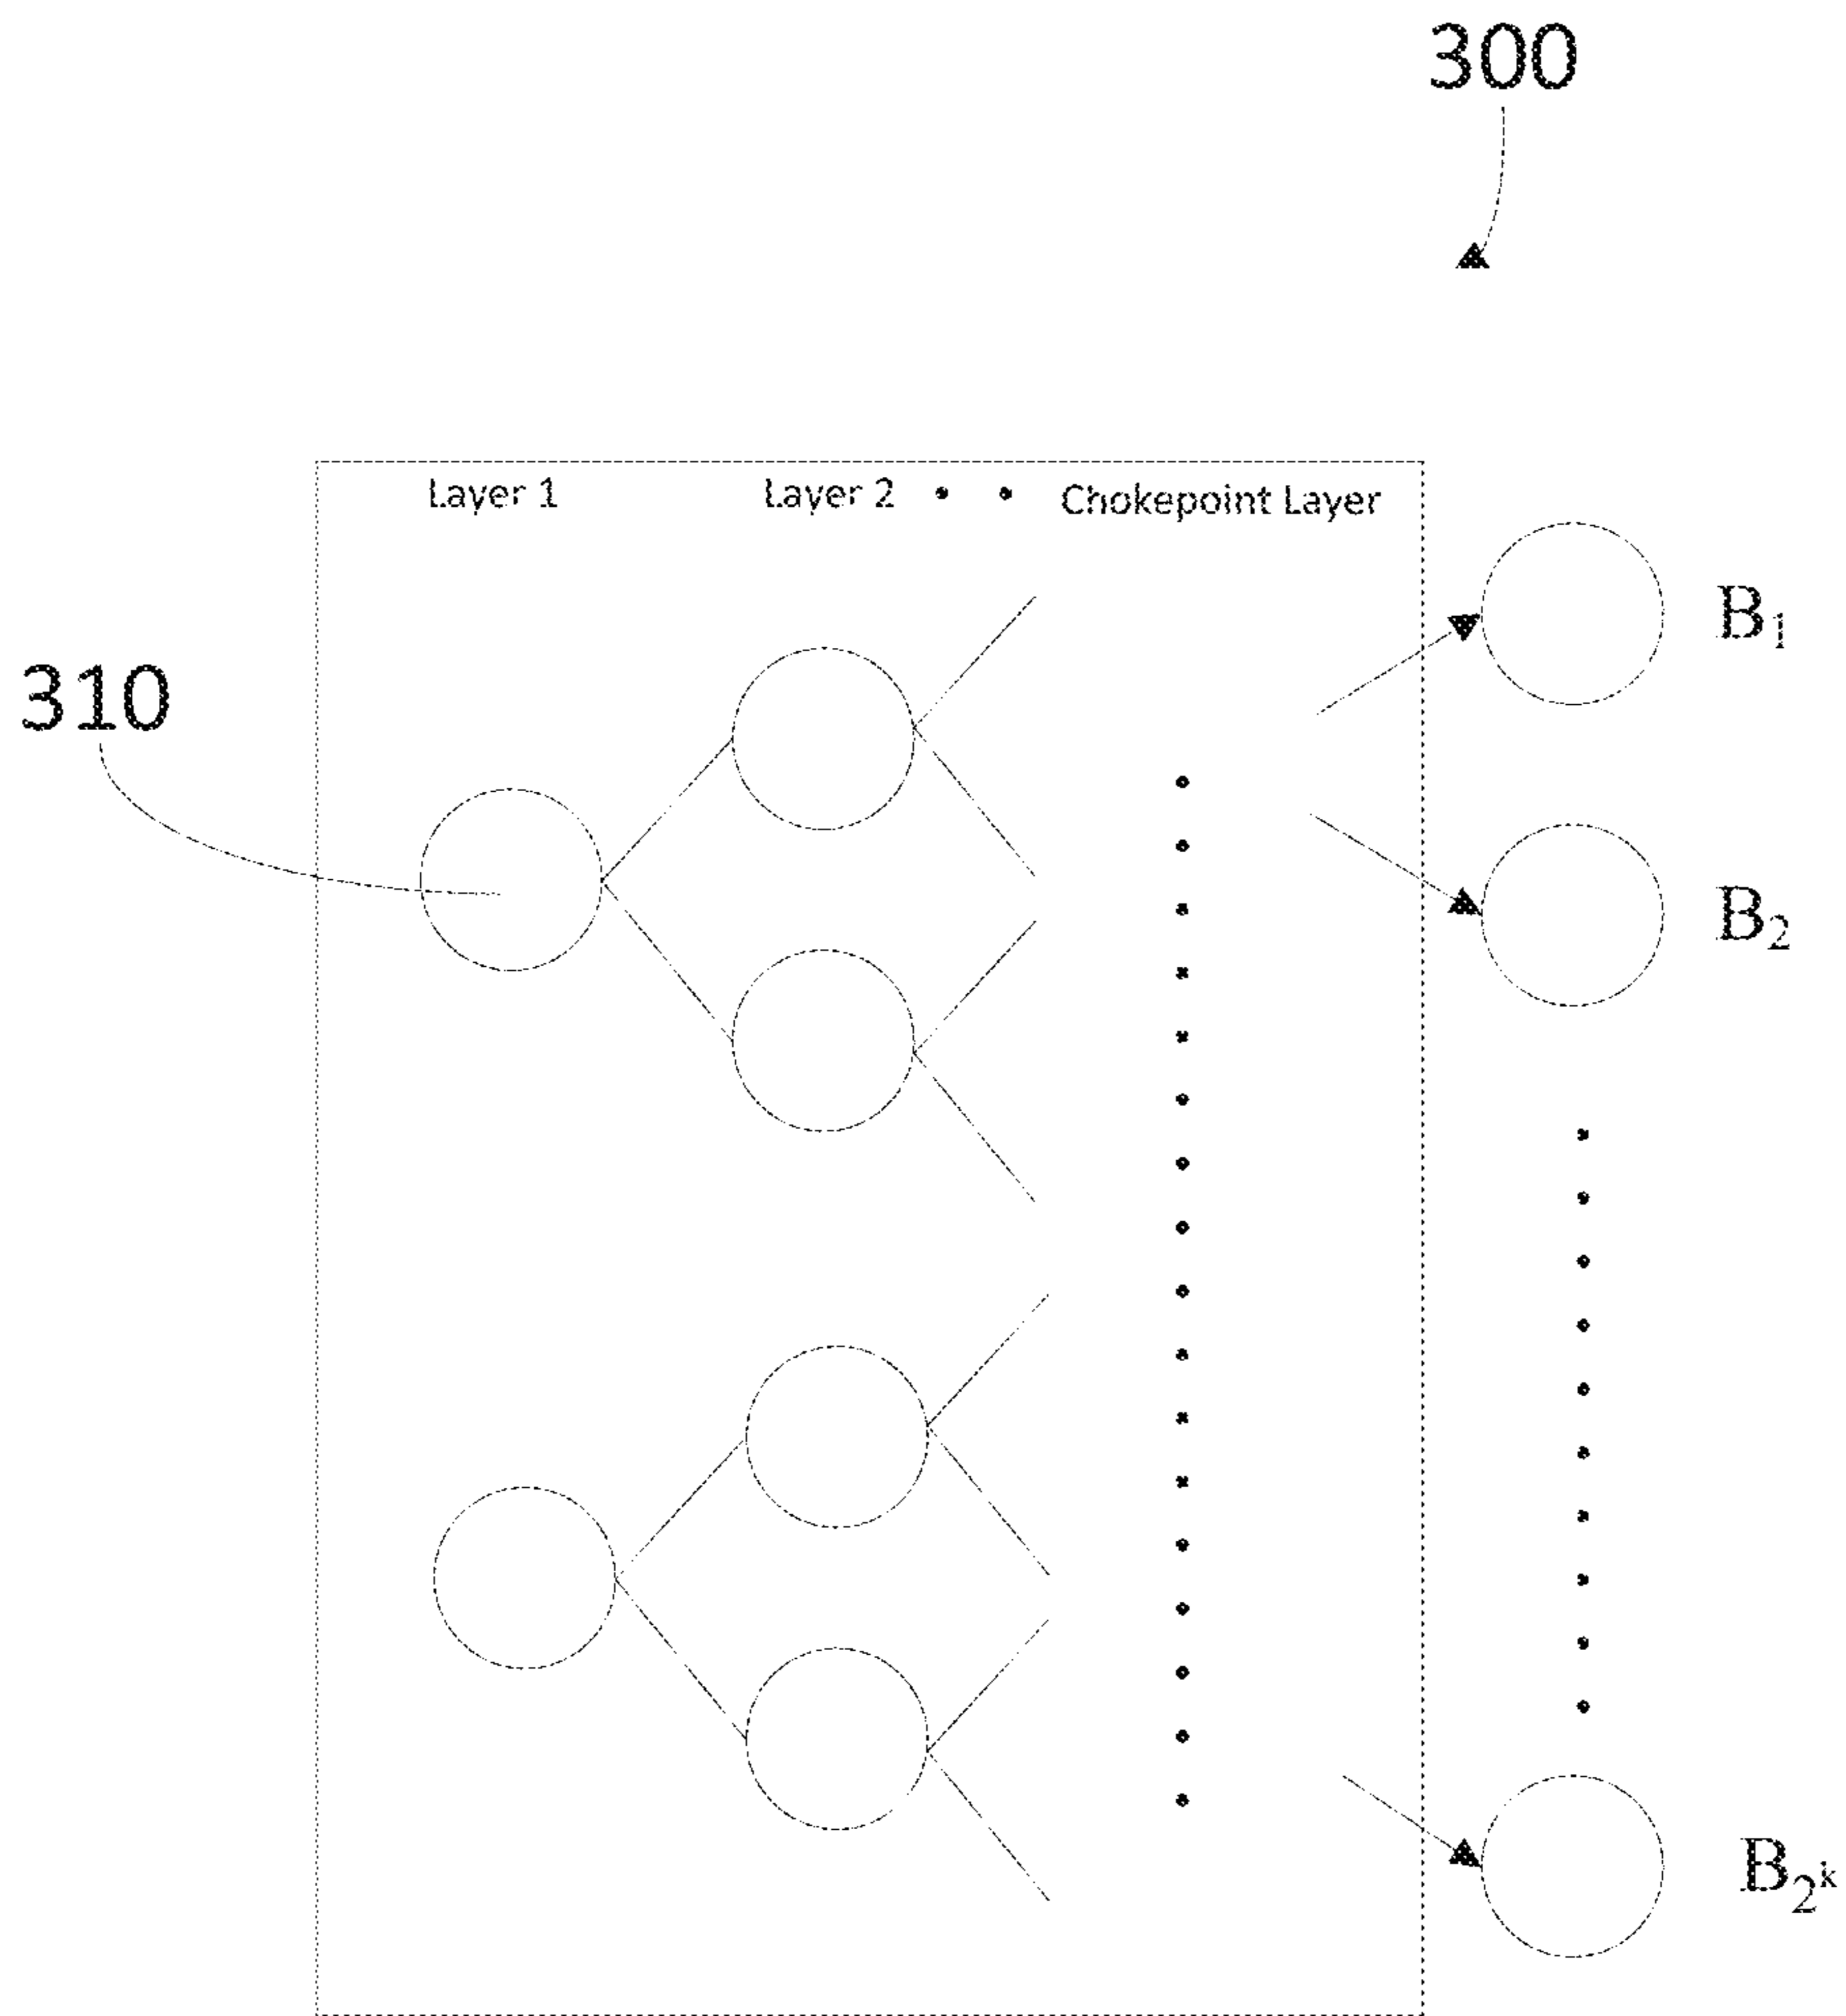 300
Layer 1 Layer 2 • • Chokepoint Layer
B₁
310
B₂
B₂ᵏ